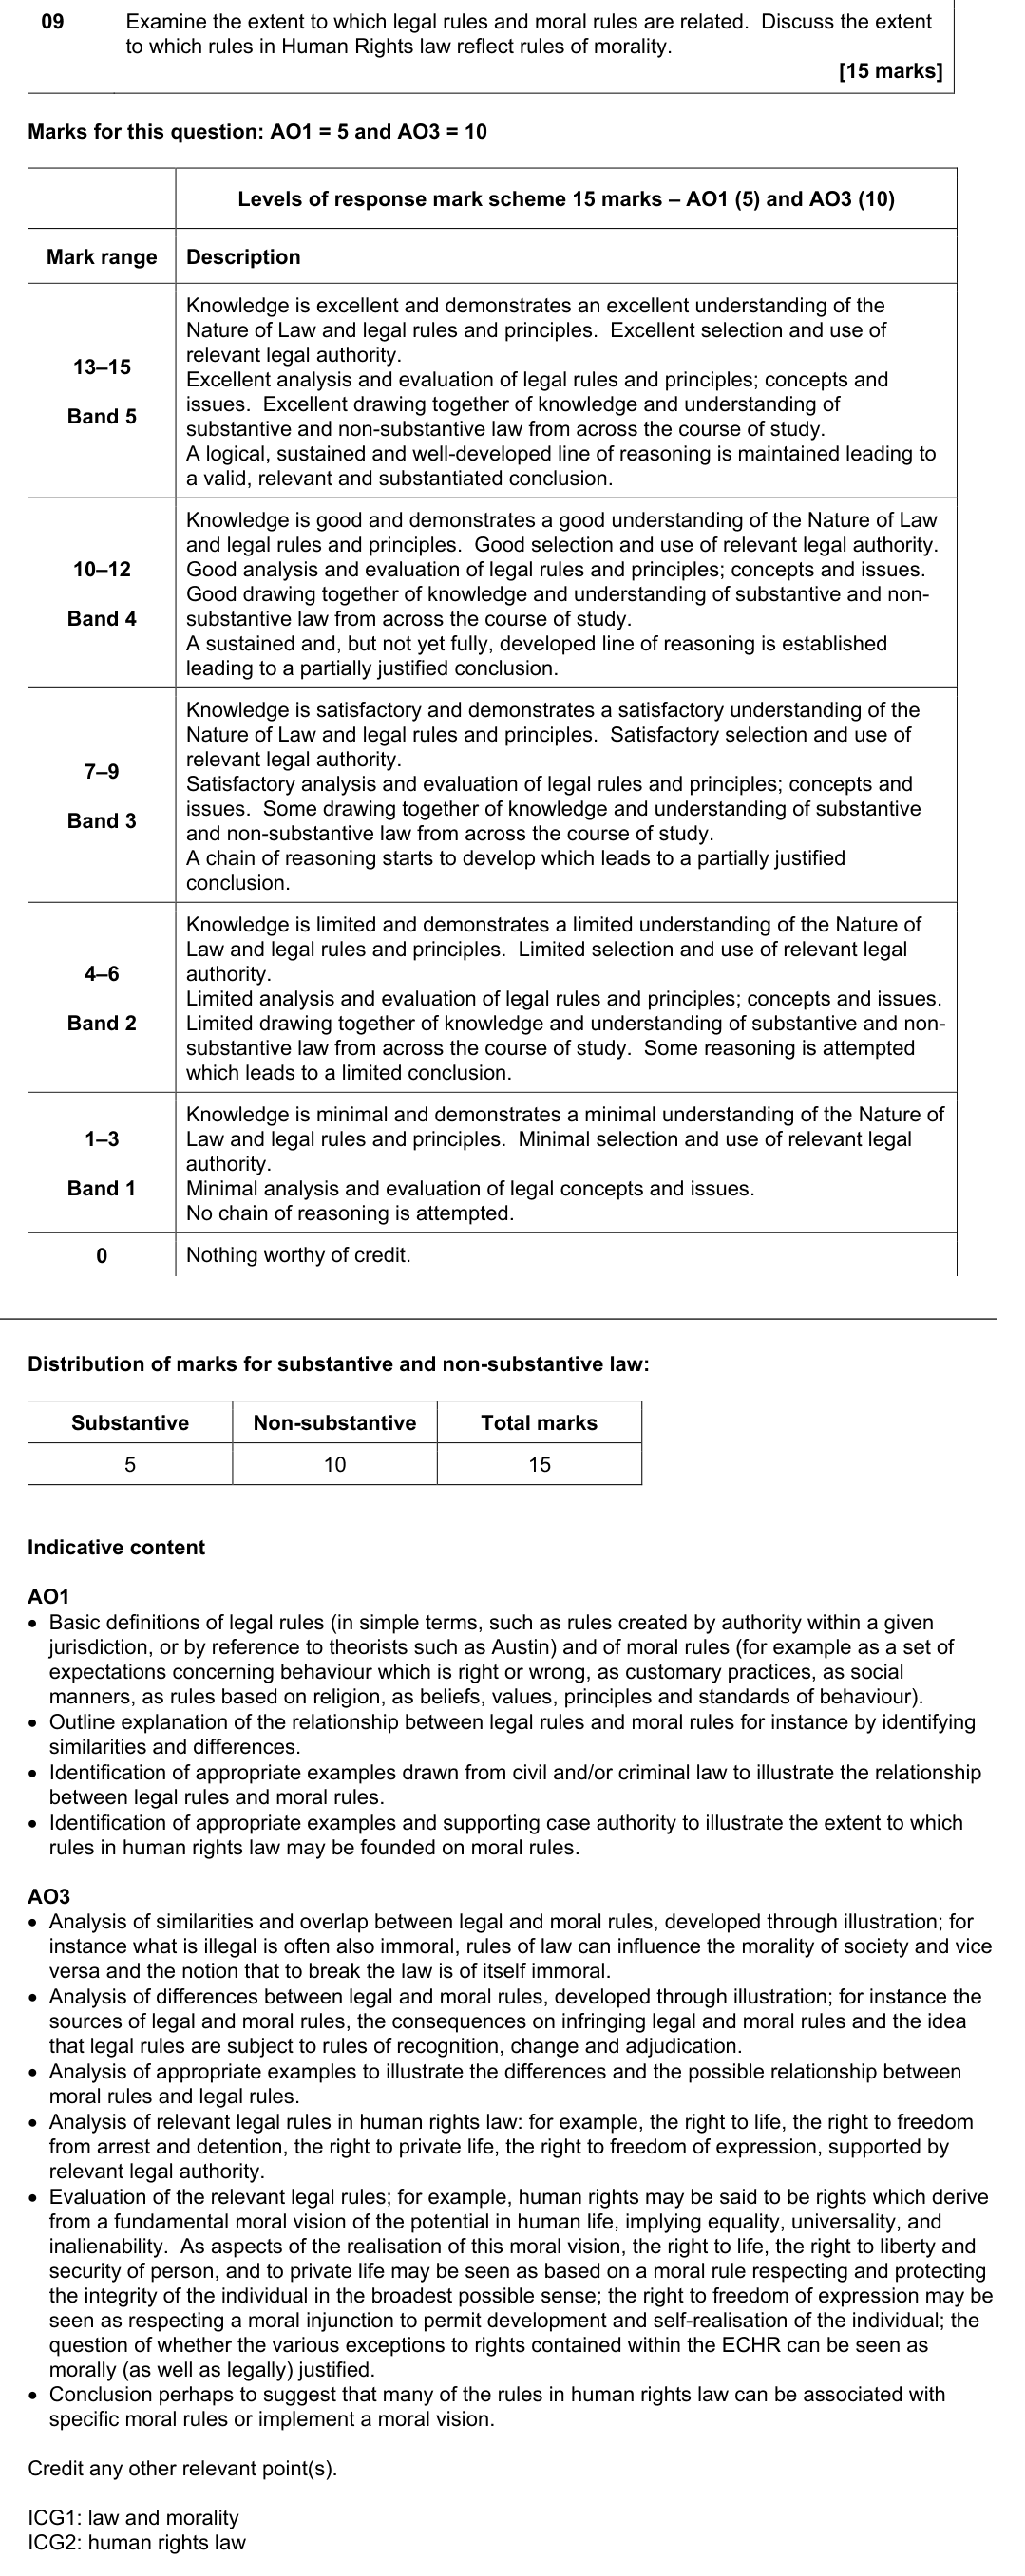 09 Examine the extent to which legal rules and moral rules are related. Discuss the extent
to which rules in Human Rights law reflect rules of morality.
[15 marks]
Marks for this question: AO1 = 5 and AO3 = 10
Levels of response mark scheme 15 marks – AO1 (5) and AO3 (10)
Mark range Description
13–15
Band 5
Knowledge is excellent and demonstrates an excellent understanding of the
Nature of Law and legal rules and principles. Excellent selection and use of
relevant legal authority.
Excellent analysis and evaluation of legal rules and principles; concepts and
issues. Excellent drawing together of knowledge and understanding of
substantive and non-substantive law from across the course of study.
A logical, sustained and well-developed line of reasoning is maintained leading to
a valid, relevant and substantiated conclusion.
10–12
Band 4
Knowledge is good and demonstrates a good understanding of the Nature of Law
and legal rules and principles. Good selection and use of relevant legal authority.
Good analysis and evaluation of legal rules and principles; concepts and issues.
Good drawing together of knowledge and understanding of substantive and non-
substantive law from across the course of study.
A sustained and, but not yet fully, developed line of reasoning is established
leading to a partially justified conclusion.
7–9
Band 3
Knowledge is satisfactory and demonstrates a satisfactory understanding of the
Nature of Law and legal rules and principles. Satisfactory selection and use of
relevant legal authority.
Satisfactory analysis and evaluation of legal rules and principles; concepts and
issues. Some drawing together of knowledge and understanding of substantive
and non-substantive law from across the course of study.
A chain of reasoning starts to develop which leads to a partially justified
conclusion.
4–6
Band 2
Knowledge is limited and demonstrates a limited understanding of the Nature of
Law and legal rules and principles. Limited selection and use of relevant legal
authority.
Limited analysis and evaluation of legal rules and principles; concepts and issues.
Limited drawing together of knowledge and understanding of substantive and non-
substantive law from across the course of study. Some reasoning is attempted
which leads to a limited conclusion.
1–3
Band 1
Knowledge is minimal and demonstrates a minimal understanding of the Nature of
Law and legal rules and principles. Minimal selection and use of relevant legal
authority.
Minimal analysis and evaluation of legal concepts and issues.
No chain of reasoning is attempted.
0 Nothing worthy of credit.
Distribution of marks for substantive and non-substantive law:
Substantive Non-substantive Total marks
5 10 15
Indicative content
AO1
• Basic definitions of legal rules (in simple terms, such as rules created by authority within a given
jurisdiction, or by reference to theorists such as Austin) and of moral rules (for example as a set of
expectations concerning behaviour which is right or wrong, as customary practices, as social
manners, as rules based on religion, as beliefs, values, principles and standards of behaviour).
• Outline explanation of the relationship between legal rules and moral rules for instance by identifying
similarities and differences.
• Identification of appropriate examples drawn from civil and/or criminal law to illustrate the relationship
between legal rules and moral rules.
• Identification of appropriate examples and supporting case authority to illustrate the extent to which
rules in human rights law may be founded on moral rules.
AO3
• Analysis of similarities and overlap between legal and moral rules, developed through illustration; for
instance what is illegal is often also immoral, rules of law can influence the morality of society and vice
versa and the notion that to break the law is of itself immoral.
• Analysis of differences between legal and moral rules, developed through illustration; for instance the
sources of legal and moral rules, the consequences on infringing legal and moral rules and the idea
that legal rules are subject to rules of recognition, change and adjudication.
• Analysis of appropriate examples to illustrate the differences and the possible relationship between
moral rules and legal rules.
• Analysis of relevant legal rules in human rights law: for example, the right to life, the right to freedom
from arrest and detention, the right to private life, the right to freedom of expression, supported by
relevant legal authority.
• Evaluation of the relevant legal rules; for example, human rights may be said to be rights which derive
from a fundamental moral vision of the potential in human life, implying equality, universality, and
inalienability. As aspects of the realisation of this moral vision, the right to life, the right to liberty and
security of person, and to private life may be seen as based on a moral rule respecting and protecting
the integrity of the individual in the broadest possible sense; the right to freedom of expression may be
seen as respecting a moral injunction to permit development and self-realisation of the individual; the
question of whether the various exceptions to rights contained within the ECHR can be seen as
morally (as well as legally) justified.
• Conclusion perhaps to suggest that many of the rules in human rights law can be associated with
specific moral rules or implement a moral vision.
Credit any other relevant point(s).
ICG1: law and morality
ICG2: human rights law